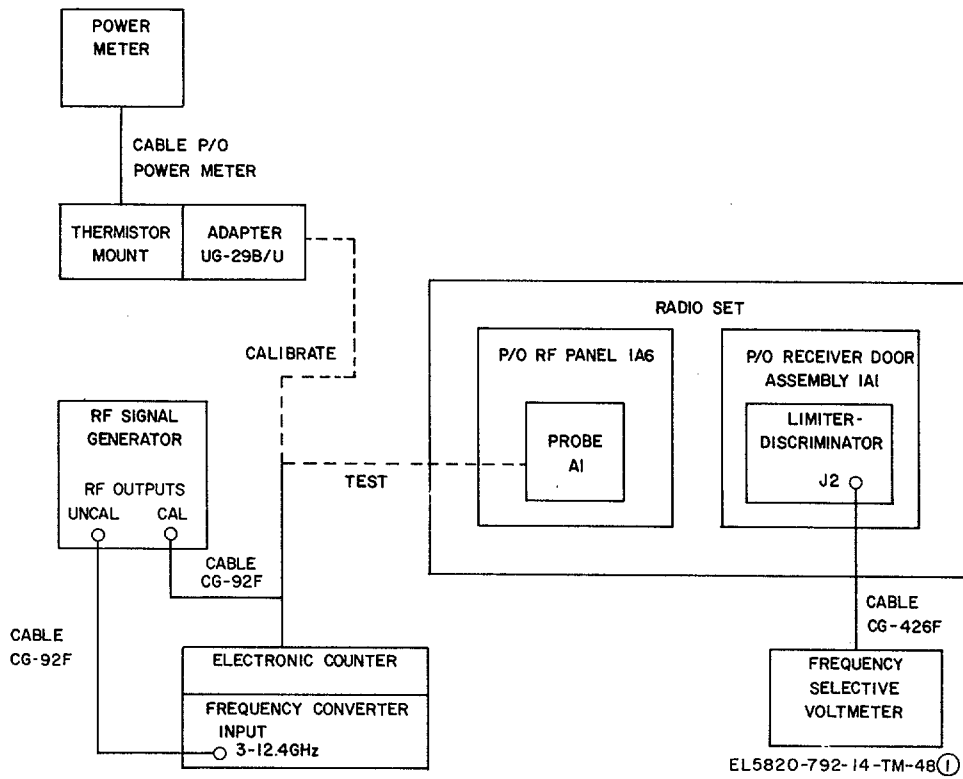 POWER
METER
CABLE P/O
POWER METER
THERMISTOR
MOUNT
ADAPTER
UG-29B/U
CALIBRATE
RADIO SET
P/O RF PANEL 1A6
PROBE
A1
P/O RECEIVER DOOR
ASSEMBLY 1A1
LIMITER-
DISCRIMINATOR
J2
TEST
RF SIGNAL
GENERATOR
RF OUTPUTS
UNCAL CAL
CABLE
CG-92F
CABLE
CG-92F
ELECTRONIC COUNTER
FREQUENCY CONVERTER
INPUT
3-12.4GHz
CABLE
CG-426F
FREQUENCY
SELECTIVE
VOLTMETER
EL5820-792-14-TM-48①